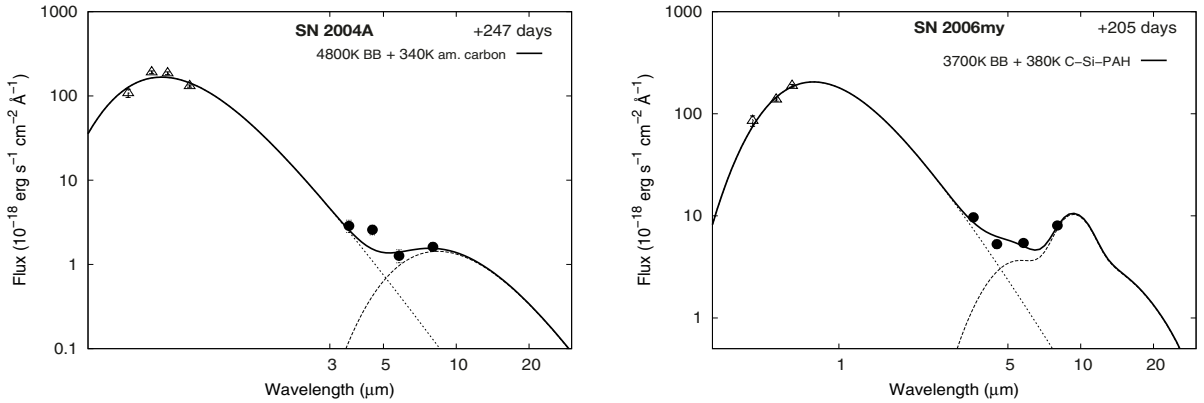 SN 2004A +247 days
4800K BB + 340K am. carbon
Flux (10⁻¹⁸ erg s⁻¹ cm⁻² Å⁻¹)
1000
100
10
1
0.1
3 5 10 20
Wavelength (μm)
SN 2006my +205 days
3700K BB + 380K C−Si−PAH
Flux (10⁻¹⁸ erg s⁻¹ cm⁻² Å⁻¹)
1000
100
10
1
1 5 10 20
Wavelength (μm)